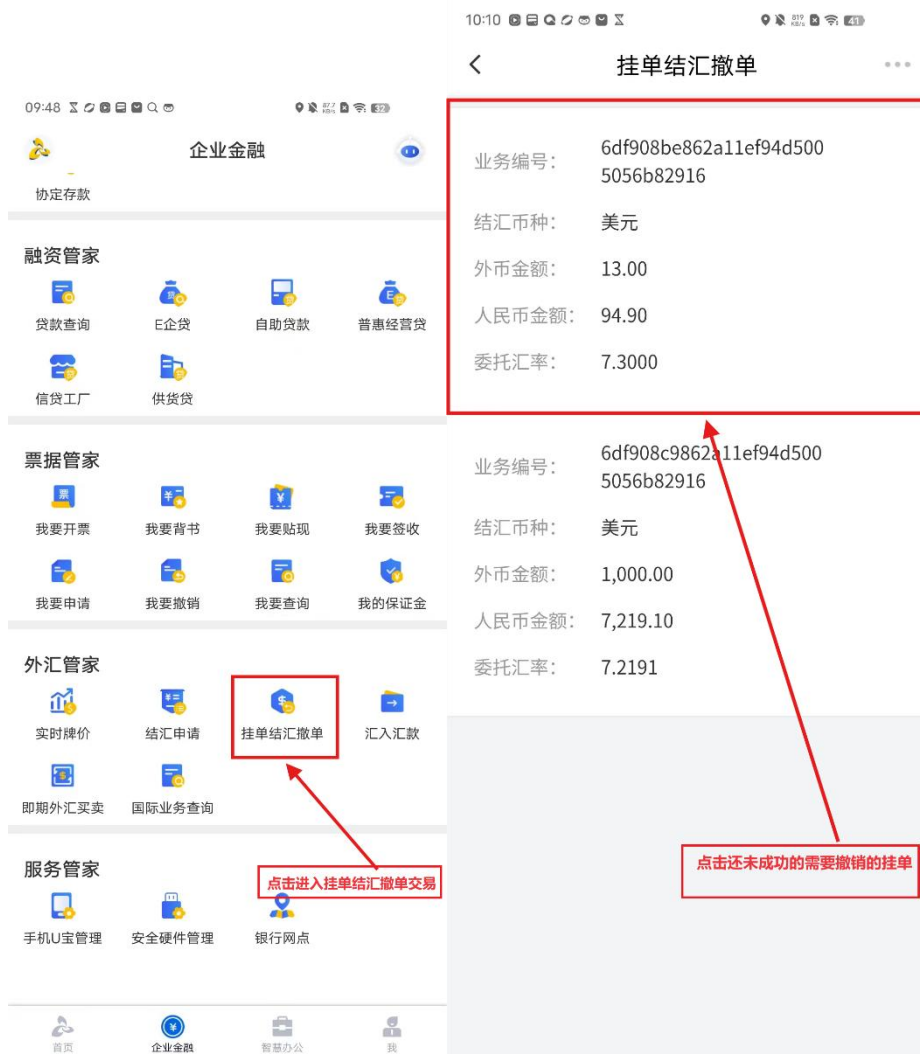 09:48
87.7 KB/s
32
企业金融
协定存款
融资管家
贷款查询
E企贷
自助贷款
普惠经营贷
信贷工厂
供货贷
票据管家
我要开票
我要背书
我要贴现
我要签收
我要申请
我要撤销
我要查询
我的保证金
外汇管家
实时牌价
结汇申请
挂单结汇撤单
汇入汇款
即期外汇买卖
国际业务查询
点击进入挂单结汇撤单交易
服务管家
手机U宝管理
安全硬件管理
银行网点
首页
企业金融
智慧办公
我
10:10
819 KB/s
41
挂单结汇撤单
业务编号：
6df908be862a11ef94d500
5056b82916
结汇币种：
美元
外币金额：
13.00
人民币金额：
94.90
委托汇率：
7.3000
业务编号：
6df908c9862a11ef94d500
5056b82916
结汇币种：
美元
外币金额：
1,000.00
人民币金额：
7,219.10
委托汇率：
7.2191
点击还未成功的需要撤销的挂单